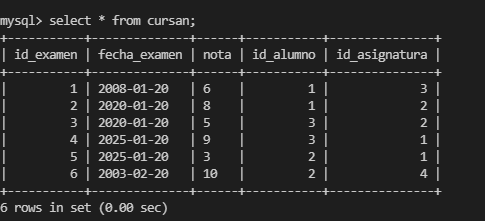 mysql> select * from cursan;
+-----------+--------------+------+-----------+---------------+
| id_examen | fecha_examen | nota | id_alumno | id_asignatura |
+-----------+--------------+------+-----------+---------------+
|         1 | 2008-01-20   | 6    |         1 |             3 |
|         2 | 2020-01-20   | 8    |         1 |             2 |
|         3 | 2020-01-20   | 5    |         3 |             2 |
|         4 | 2025-01-20   | 9    |         3 |             1 |
|         5 | 2025-01-20   | 3    |         2 |             1 |
|         6 | 2003-02-20   | 10   |         2 |             4 |
+-----------+--------------+------+-----------+---------------+
6 rows in set (0.00 sec)